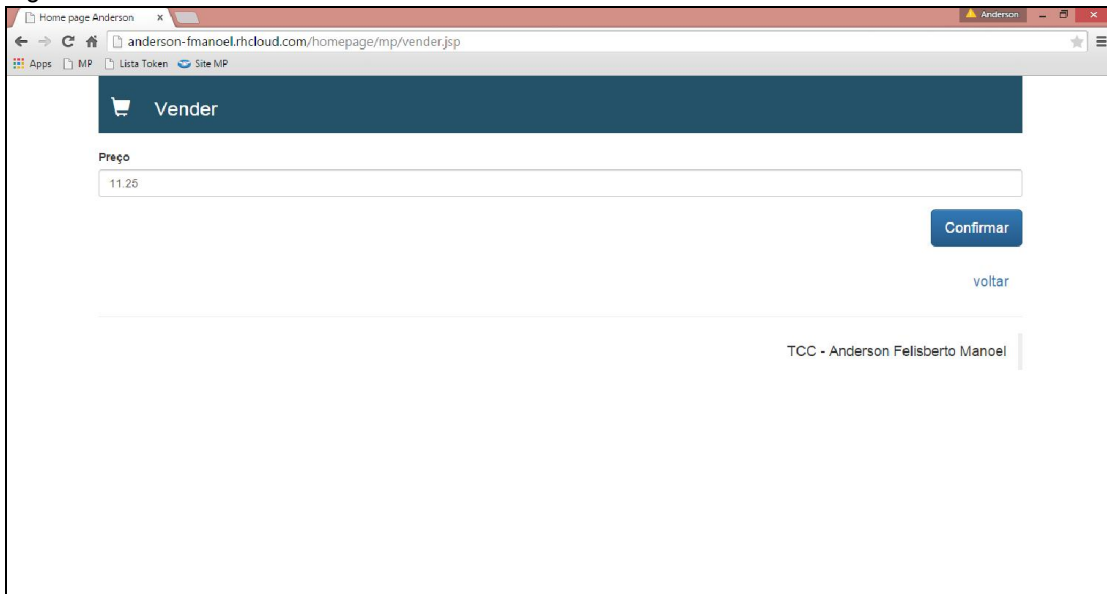 Home page Anderson
Anderson
anderson-fmanoel.rhcloud.com/homepage/mp/vender.jsp
Apps MP Lista Token Site MP
Vender
Preço
11.25
Confirmar
voltar
TCC - Anderson Felisberto Manoel